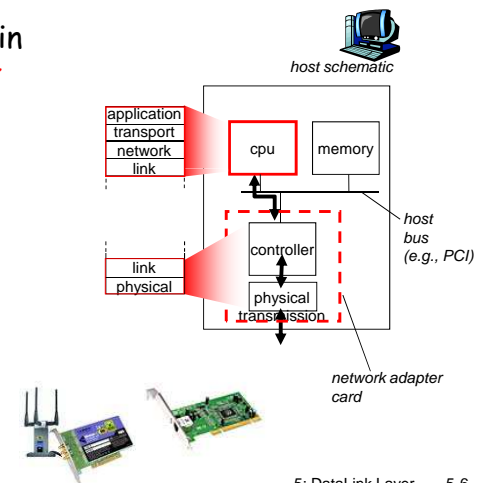 in
host schematic
application
transport
network
link
cpu
memory
host
bus
(e.g., PCI)
controller
link
physical
physical
transmission
network adapter
card
5: DataLink Layer 5-6